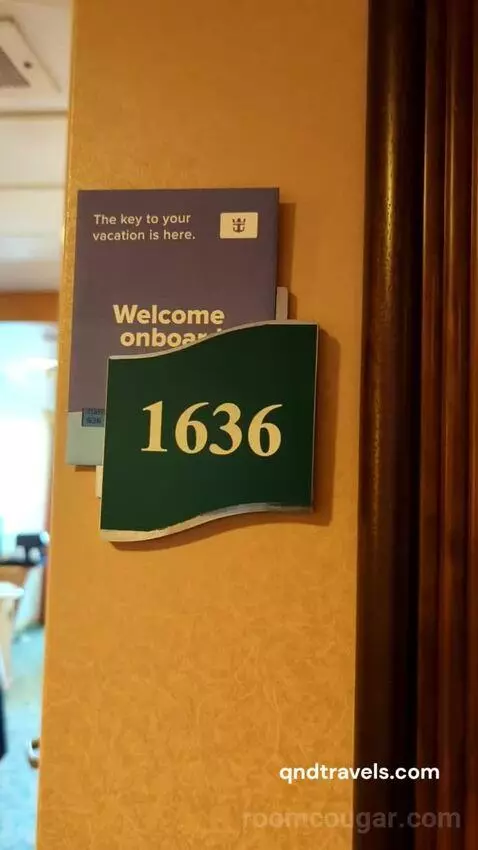 The key to your
vacation is here.
Welcome
1636
qndtravels.com
roomcougar.com